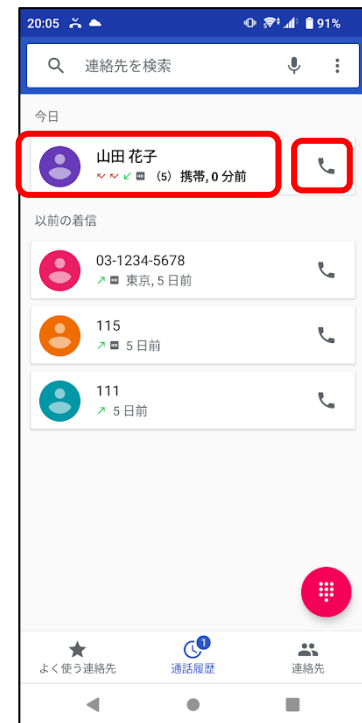 20:05 91%
連絡先を検索
今日
山田 花子
HD (5) 携帯, 0 分前
以前の着信
03-1234-5678
HD 東京, 5 日前
115
HD 5 日前
111
5 日前
1
よく使う連絡先 通話履歴 連絡先